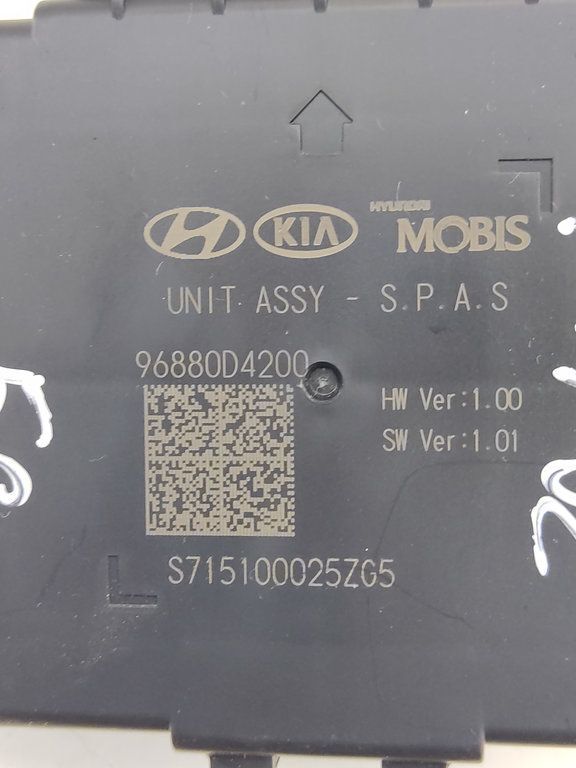 KIA
HYUNDAI
MOBIS
UNIT ASSY - S.P.A.S
96880D4200
HW Ver:1.00
SW Ver:1.01
S715100025ZG5